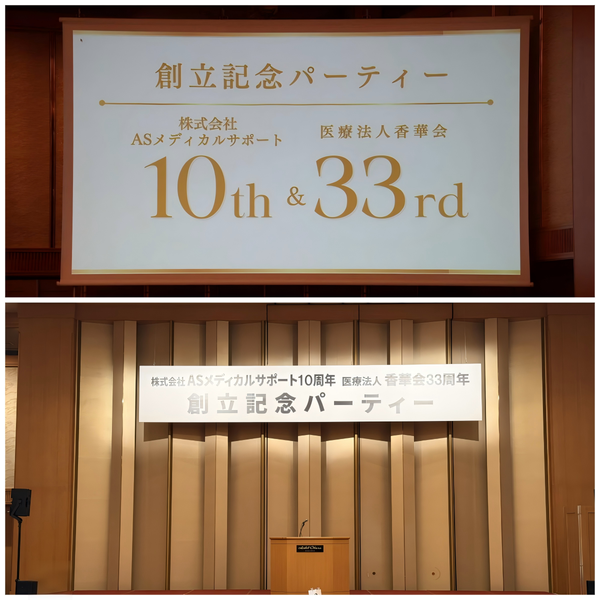 創立記念パーティー
株式会社
ASメディカルサポート
医療法人香華会
10th & 33rd
株式会社 ASメディカルサポート10周年 医療法人 香華会33周年
創立記念パーティー